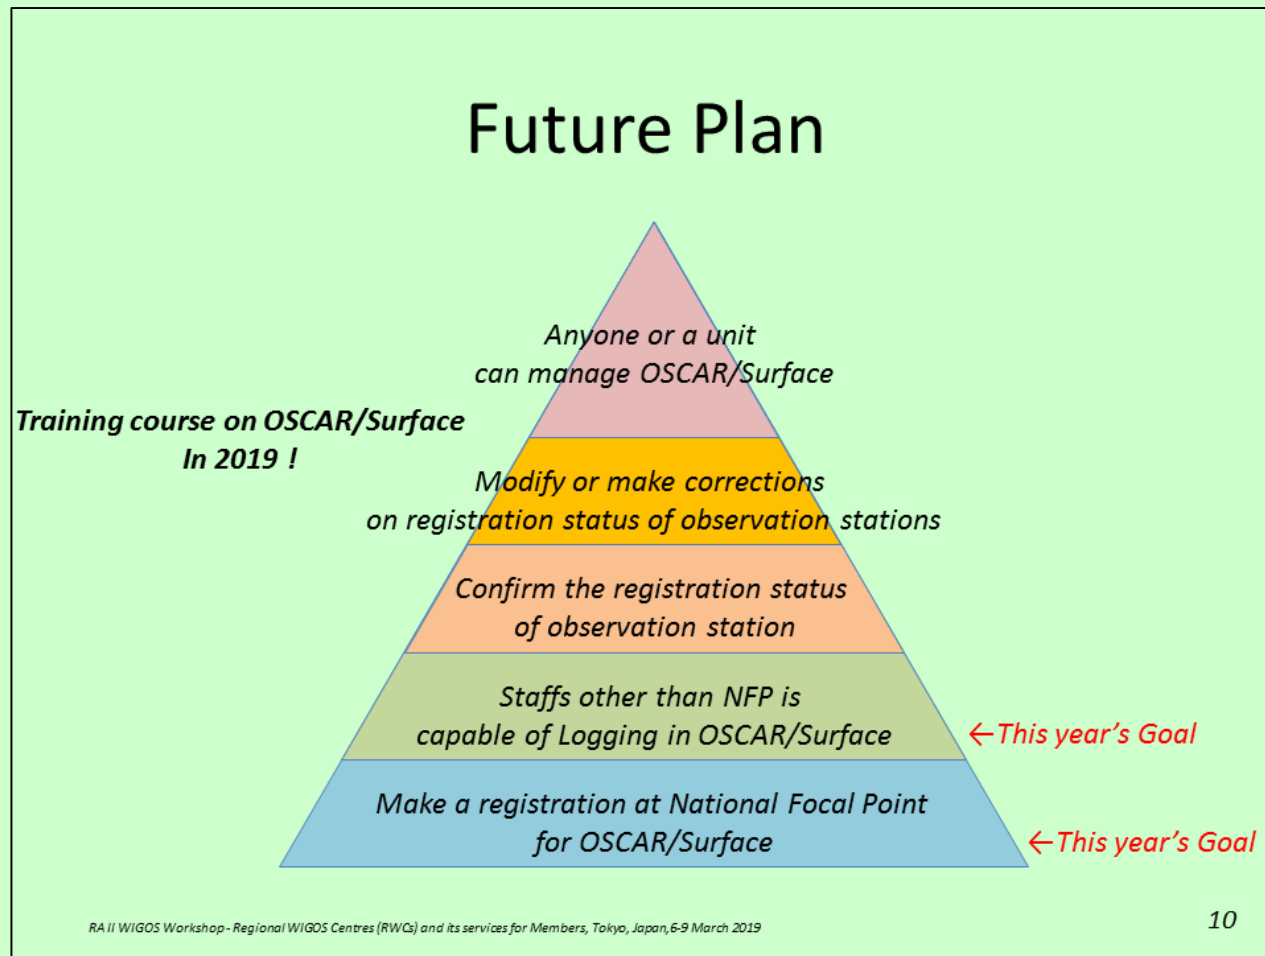 Future Plan
Anyone or a unit
can manage OSCAR/Surface
Training course on OSCAR/Surface
In 2019 !
Modify or make corrections
on registration status of observation stations
Confirm the registration status
of observation station
Staffs other than NFP is
capable of Logging in OSCAR/Surface
←This year's Goal
Make a registration at National Focal Point
for OSCAR/Surface
←This year's Goal
RA II WIGOS Workshop - Regional WIGOS Centres (RWCs) and its services for Members, Tokyo, Japan,6-9 March 2019
10